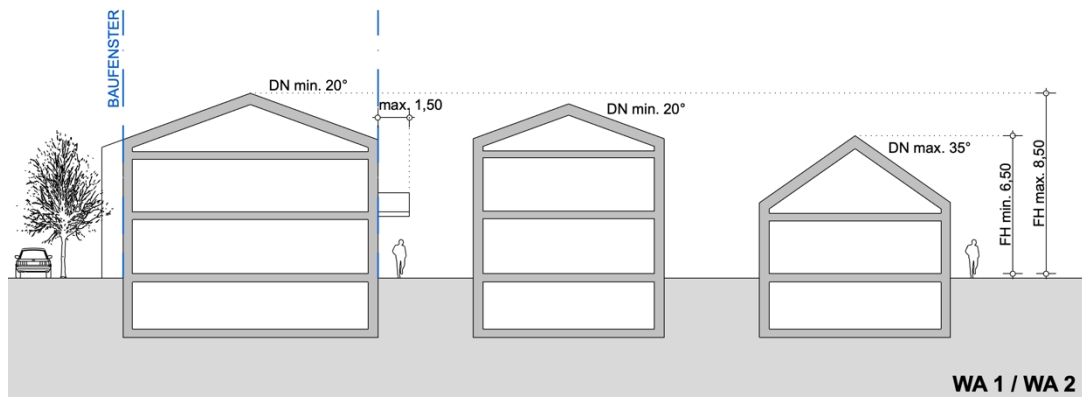 BAUFENSTER
DN min. 20°
max. 1,50
DN min. 20°
DN max. 35°
FH min. 6,50
FH max. 8,50
WA 1 / WA 2